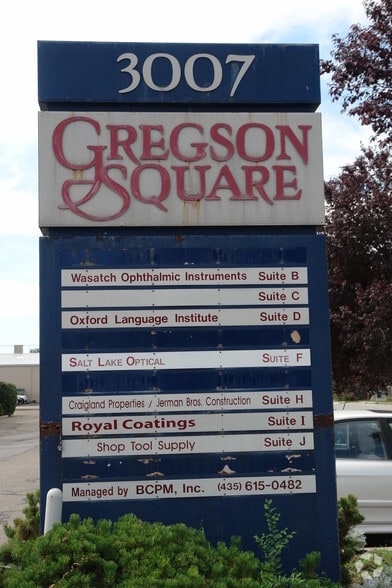 3007
GREGSON
SQUARE
Wasatch Ophthalmic Instruments Suite B
Suite C
Oxford Language Institute Suite D
SALT LAKE OPTICAL SUITE F
Craigland Properties / Jerman Bros. Construction Suite H
Royal Coatings Suite I
Shop Tool Supply Suite J
Managed by BCPM, Inc. (435) 615-0482